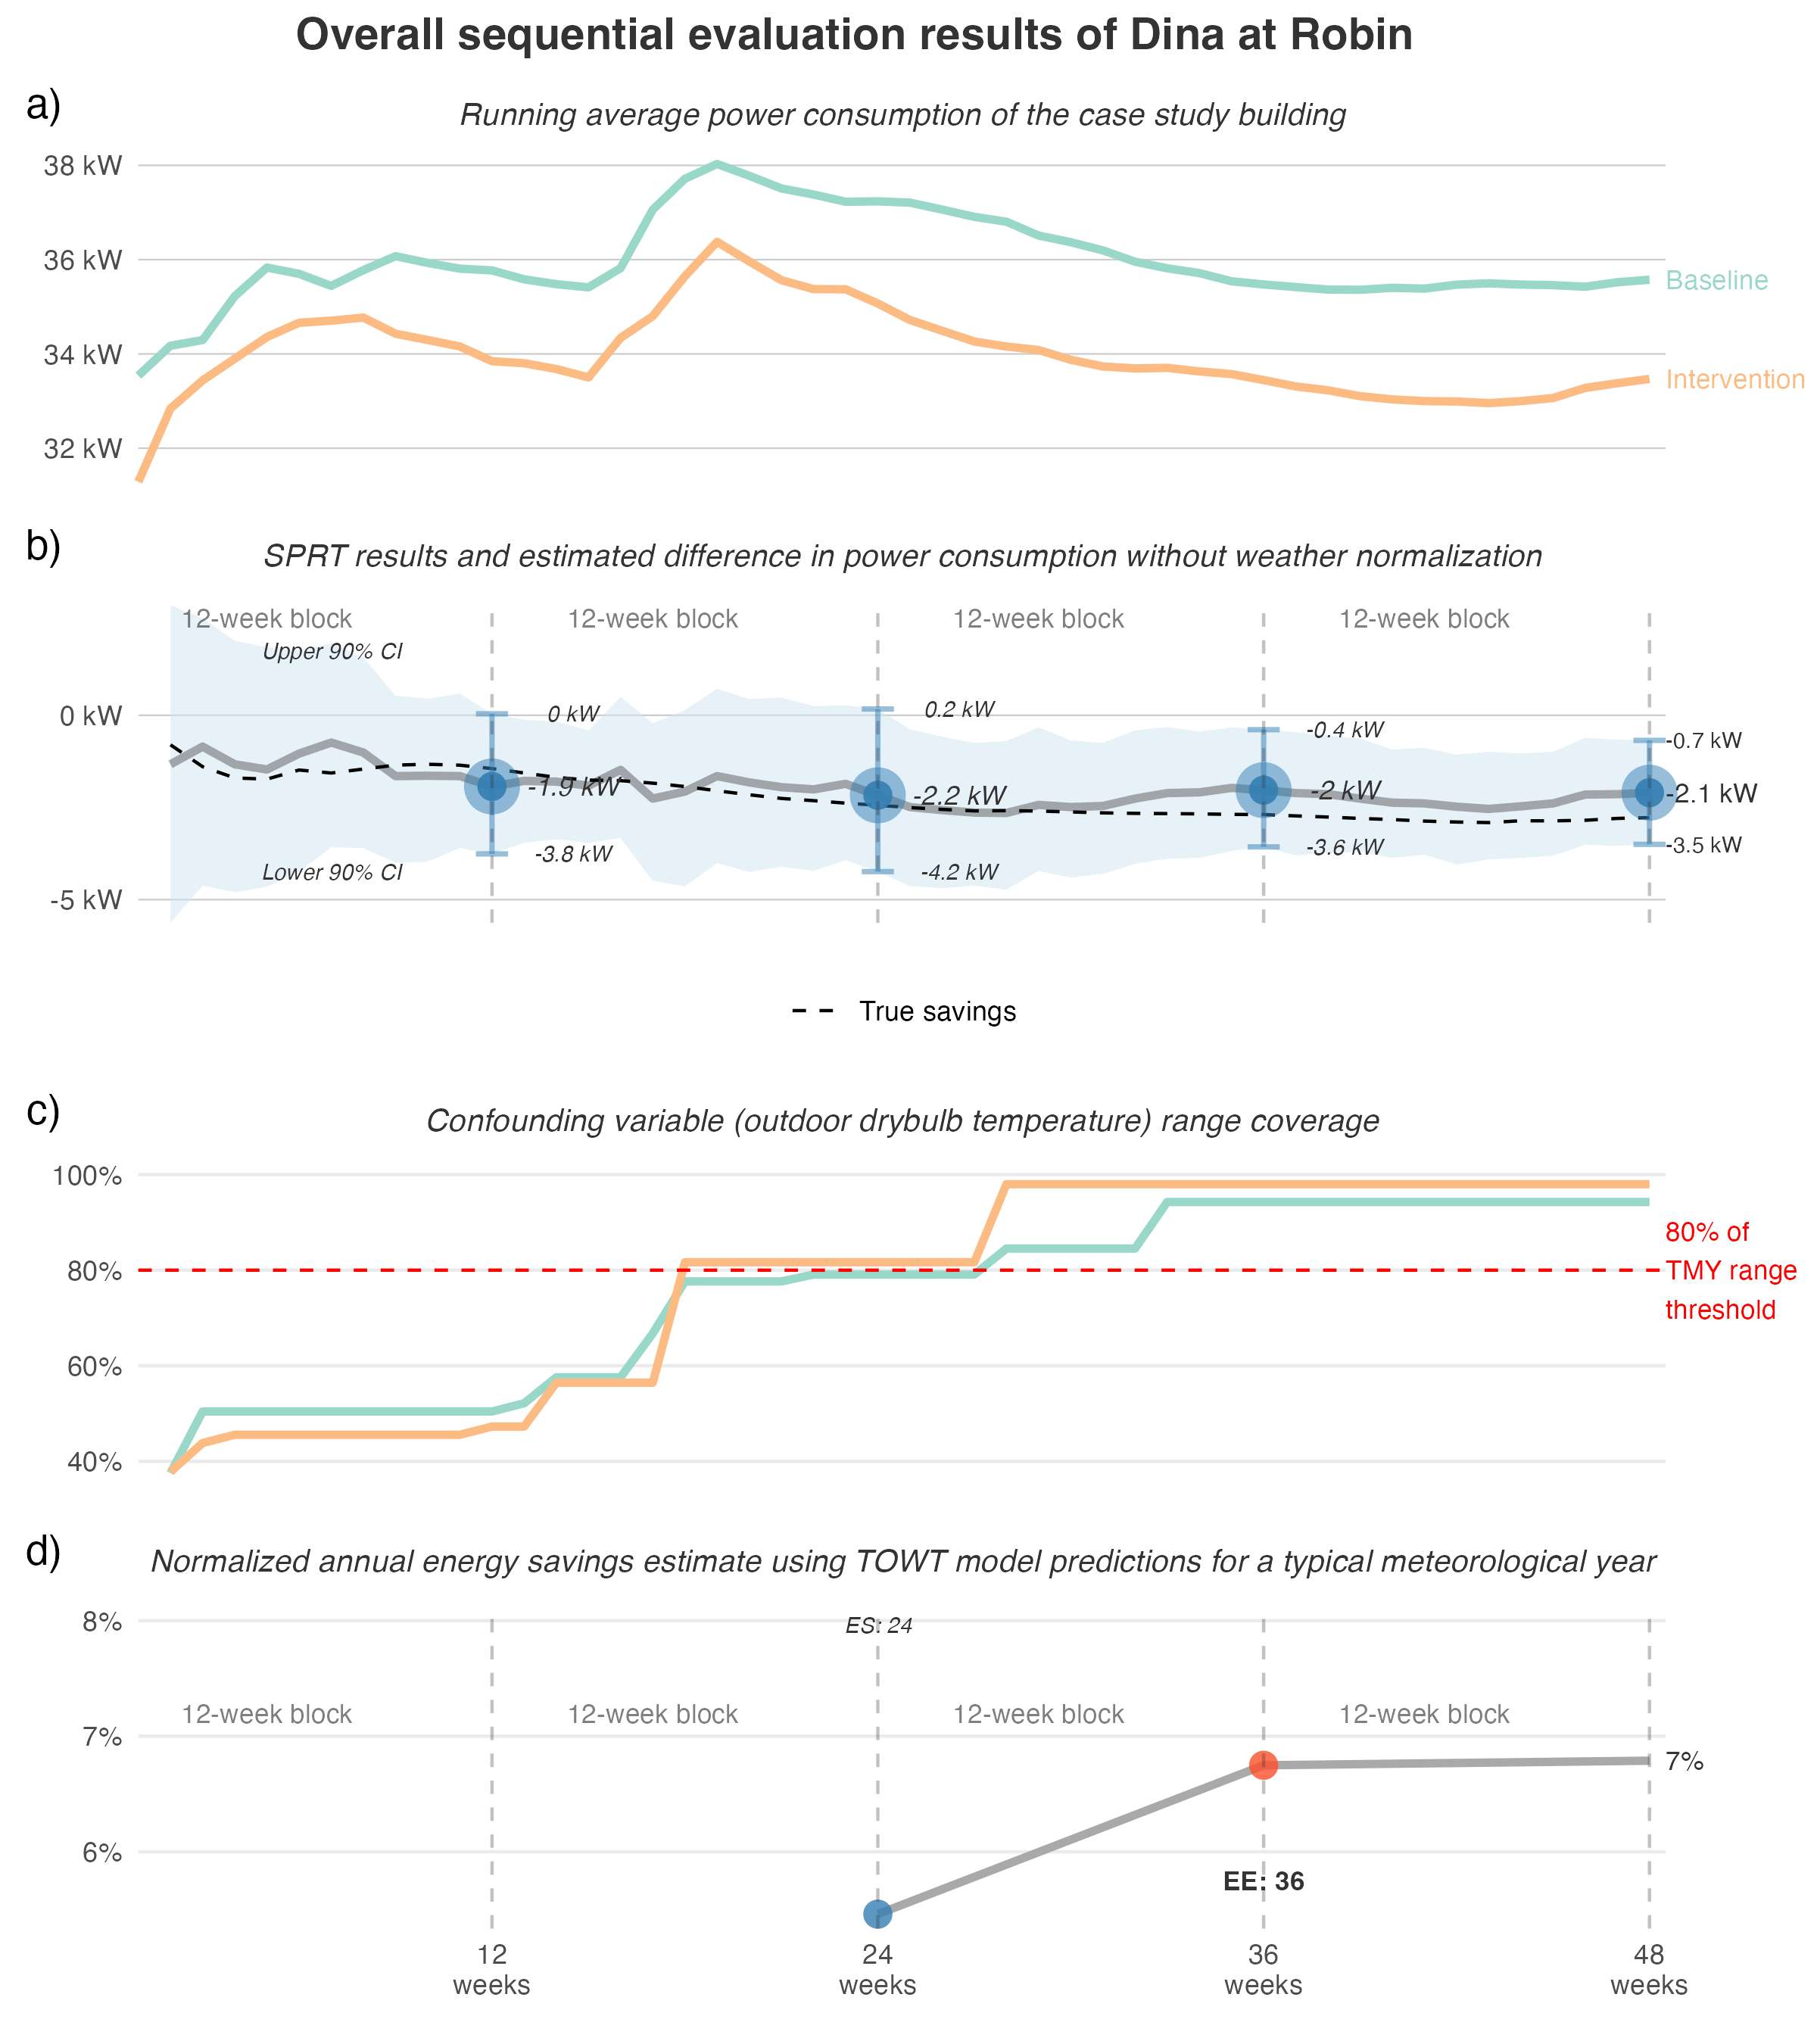 Overall sequential evaluation results of Dina at Robin
a)
Running average power consumption of the case study building
38 kW
36 kW
34 kW
32 kW
Baseline
Intervention
b)
SPRT results and estimated difference in power consumption without weather normalization
12-week block 12-week block 12-week block 12-week block
Upper 90% CI
0 kW
0 kW
0.2 kW
-0.4 kW
-0.7 kW
-1.9 kW
-2.2 kW
-2 kW
-2.1 kW
-3.8 kW
-4.2 kW
-3.6 kW
-3.5 kW
Lower 90% CI
-5 kW
True savings
c)
Confounding variable (outdoor drybulb temperature) range coverage
100%
80%
60%
40%
80% of
TMY range
threshold
d)
Normalized annual energy savings estimate using TOWT model predictions for a typical meteorological year
8%
ES: 24
12-week block 12-week block 12-week block 12-week block
7%
7%
6%
EE: 36
12 24 36 48
weeks weeks weeks weeks